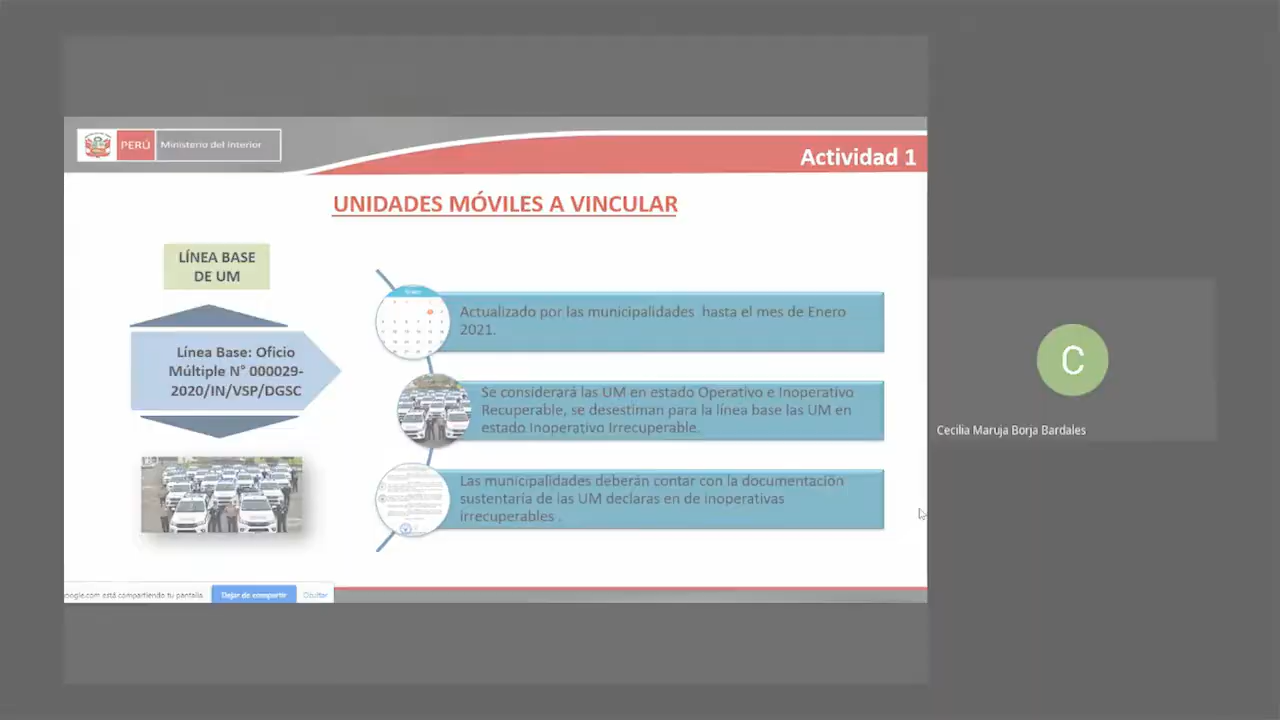 PERÚ
Ministerio del Interior
Actividad 1
UNIDADES MÓVILES A VINCULAR
LÍNEA BASE
DE UM
Línea Base: Oficio
Múltiple N° 000029-
2020/IN/VSP/DGSC
Actualizado por las municipalidades hasta el mes de Enero
2021.
Se considerará las UM en estado Operativo e Inoperativo
Recuperable, se desestiman para la línea base las UM en
estado Inoperativo Irrecuperable.
Las municipalidades deberán contar con la documentación
sustentaría de las UM declaras en de inoperativas
irrecuperables .
oogle.com está compartiendo tu pantalla.
Dejar de compartir
Ocultar
C
Cecilia Maruja Borja Bardales